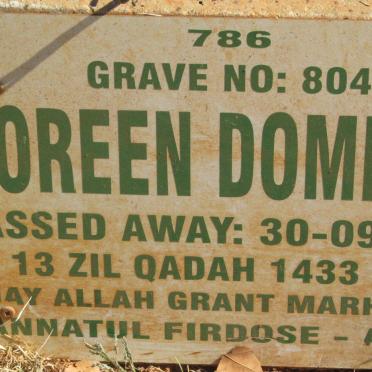 786
GRAVE NO: 804
OREEN DOM
ASSED AWAY: 30-09
13 ZIL QADAH 1433
AY ALLAH GRANT MARH
ANNATUL FIRDOSE - A